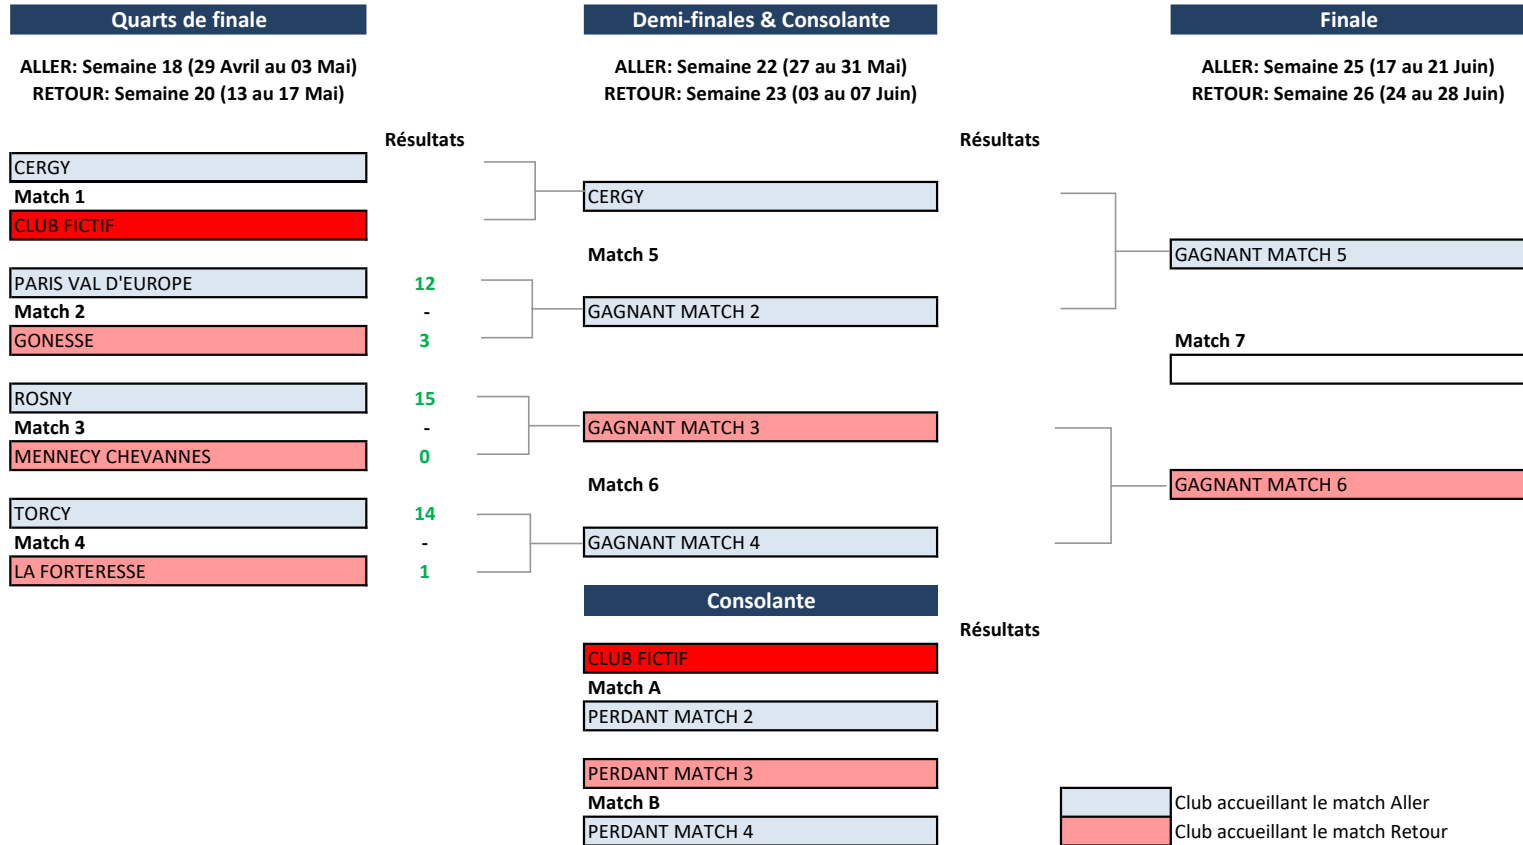 Quarts de finale
Demi-finales & Consolante
Finale
ALLER: Semaine 18 (29 Avril au 03 Mai)
RETOUR: Semaine 20 (13 au 17 Mai)
ALLER: Semaine 22 (27 au 31 Mai)
RETOUR: Semaine 23 (03 au 07 Juin)
ALLER: Semaine 25 (17 au 21 Juin)
RETOUR: Semaine 26 (24 au 28 Juin)
Résultats
Résultats
CERGY
Match 1
CLUB FICTIF
PARIS VAL D'EUROPE 12
Match 2 -
GONESSE 3
ROSNY 15
Match 3 -
MENNECY CHEVANNES 0
TORCY 14
Match 4 -
LA FORTERESSE 1
CERGY
Match 5
GAGNANT MATCH 2
GAGNANT MATCH 3
Match 6
GAGNANT MATCH 4
GAGNANT MATCH 5
Match 7
GAGNANT MATCH 6
Consolante
Résultats
CLUB FICTIF
Match A
PERDANT MATCH 2
PERDANT MATCH 3
Match B
PERDANT MATCH 4
Club accueillant le match Aller
Club accueillant le match Retour